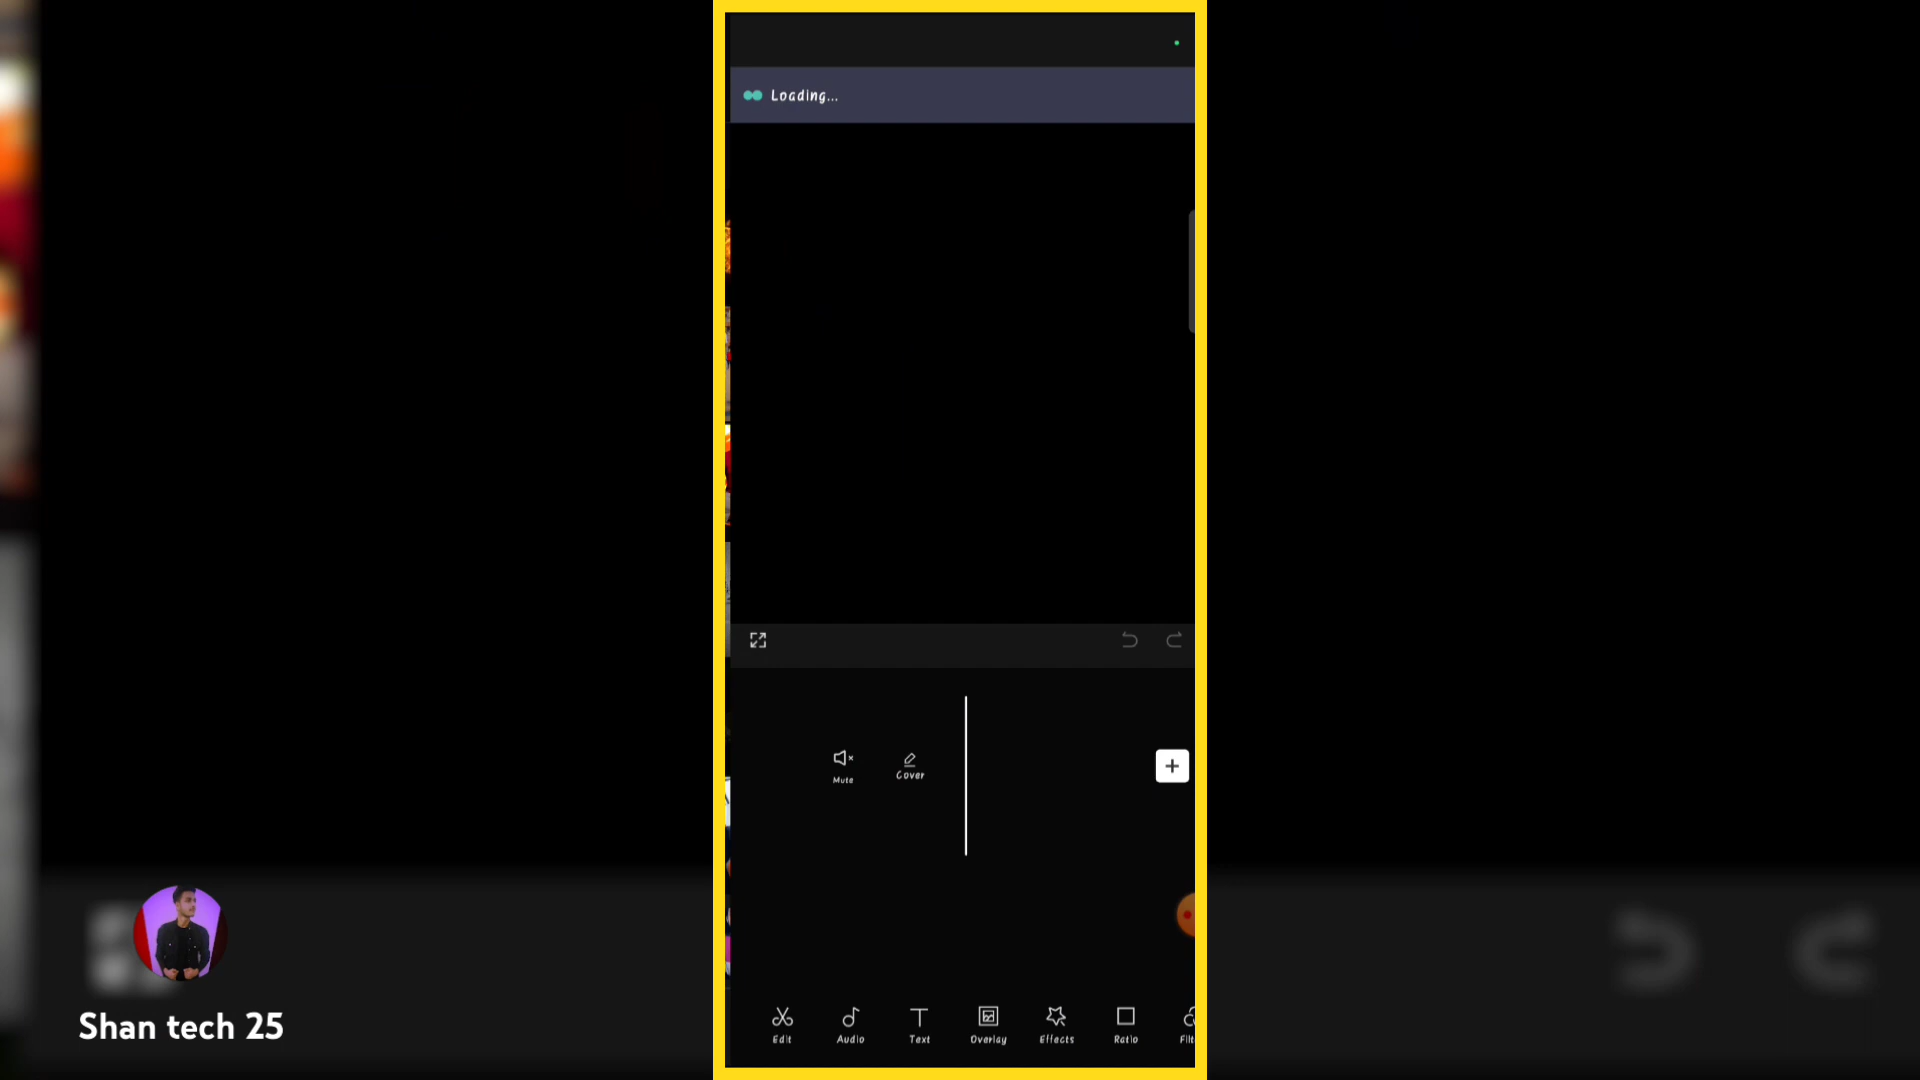 Loading...
Mute
Cover
Edit
Audio
Text
Overlay
Effects
Ratio
Shan tech 25